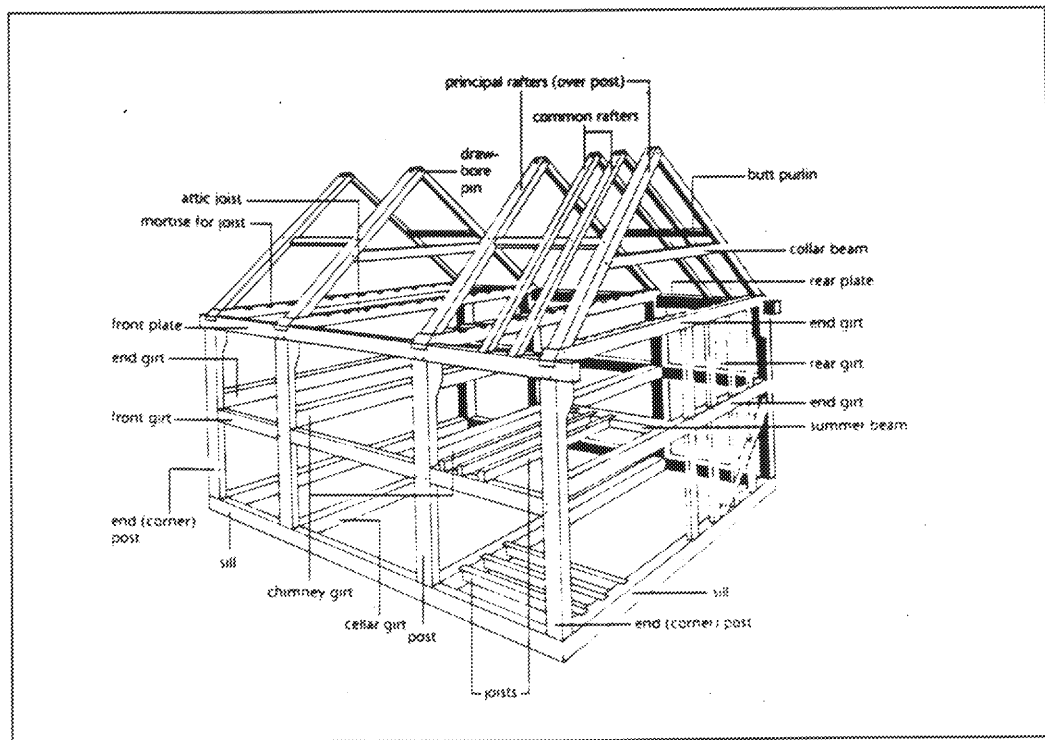 principal rafters (over post)
common rafters
draw-
bore
pin
butt purlin
attic joist
mortise for joist
collar beam
rear plate
front plate
end girt
end girt
rear girt
front girt
end girt
summer beam
end (corner)
post
sill
chimney girt
sill
cellar girt
post
end (corner) post
joists